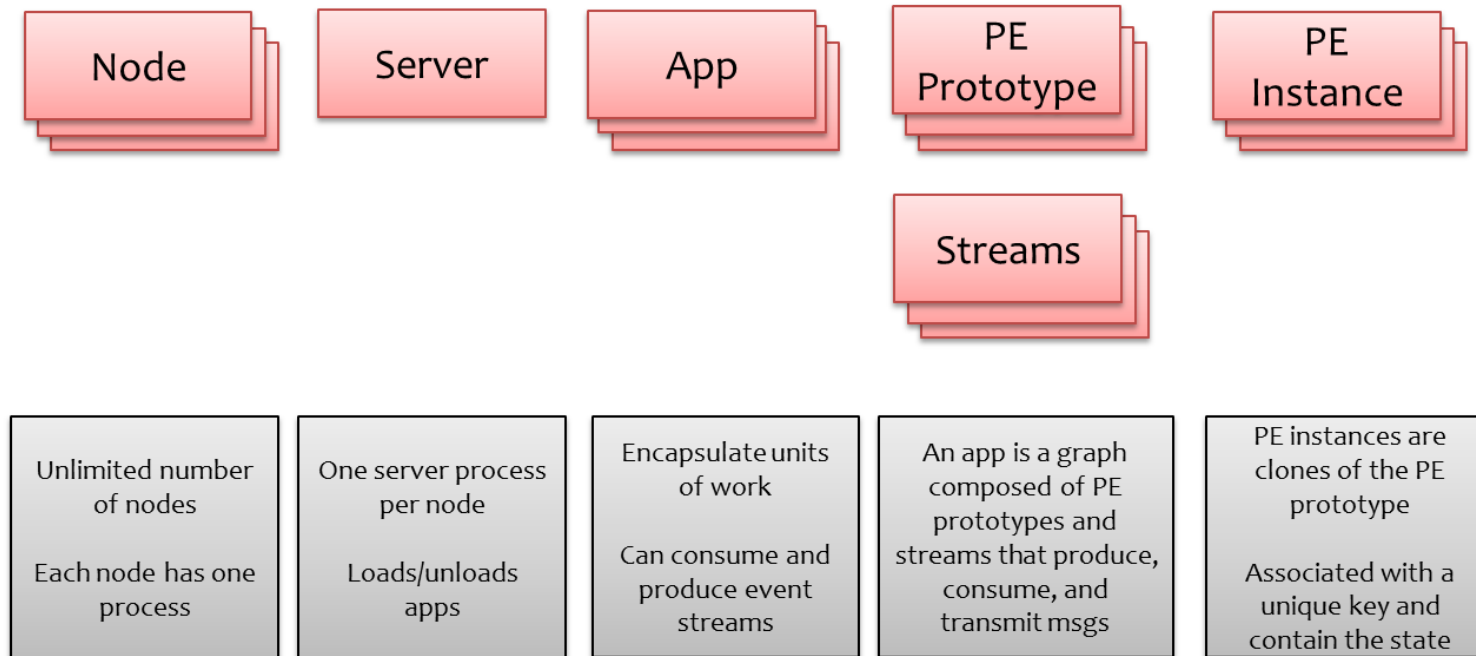 Node
Server
App
PE
Prototype
PE
Instance
Streams
Unlimited number
of nodes
Each node has one
process
One server process
per node
Loads/unloads
apps
Encapsulate units
of work
Can consume and
produce event
streams
An app is a graph
composed of PE
prototypes and
streams that produce,
consume, and
transmit msgs
PE instances are
clones of the PE
prototype
Associated with a
unique key and
contain the state